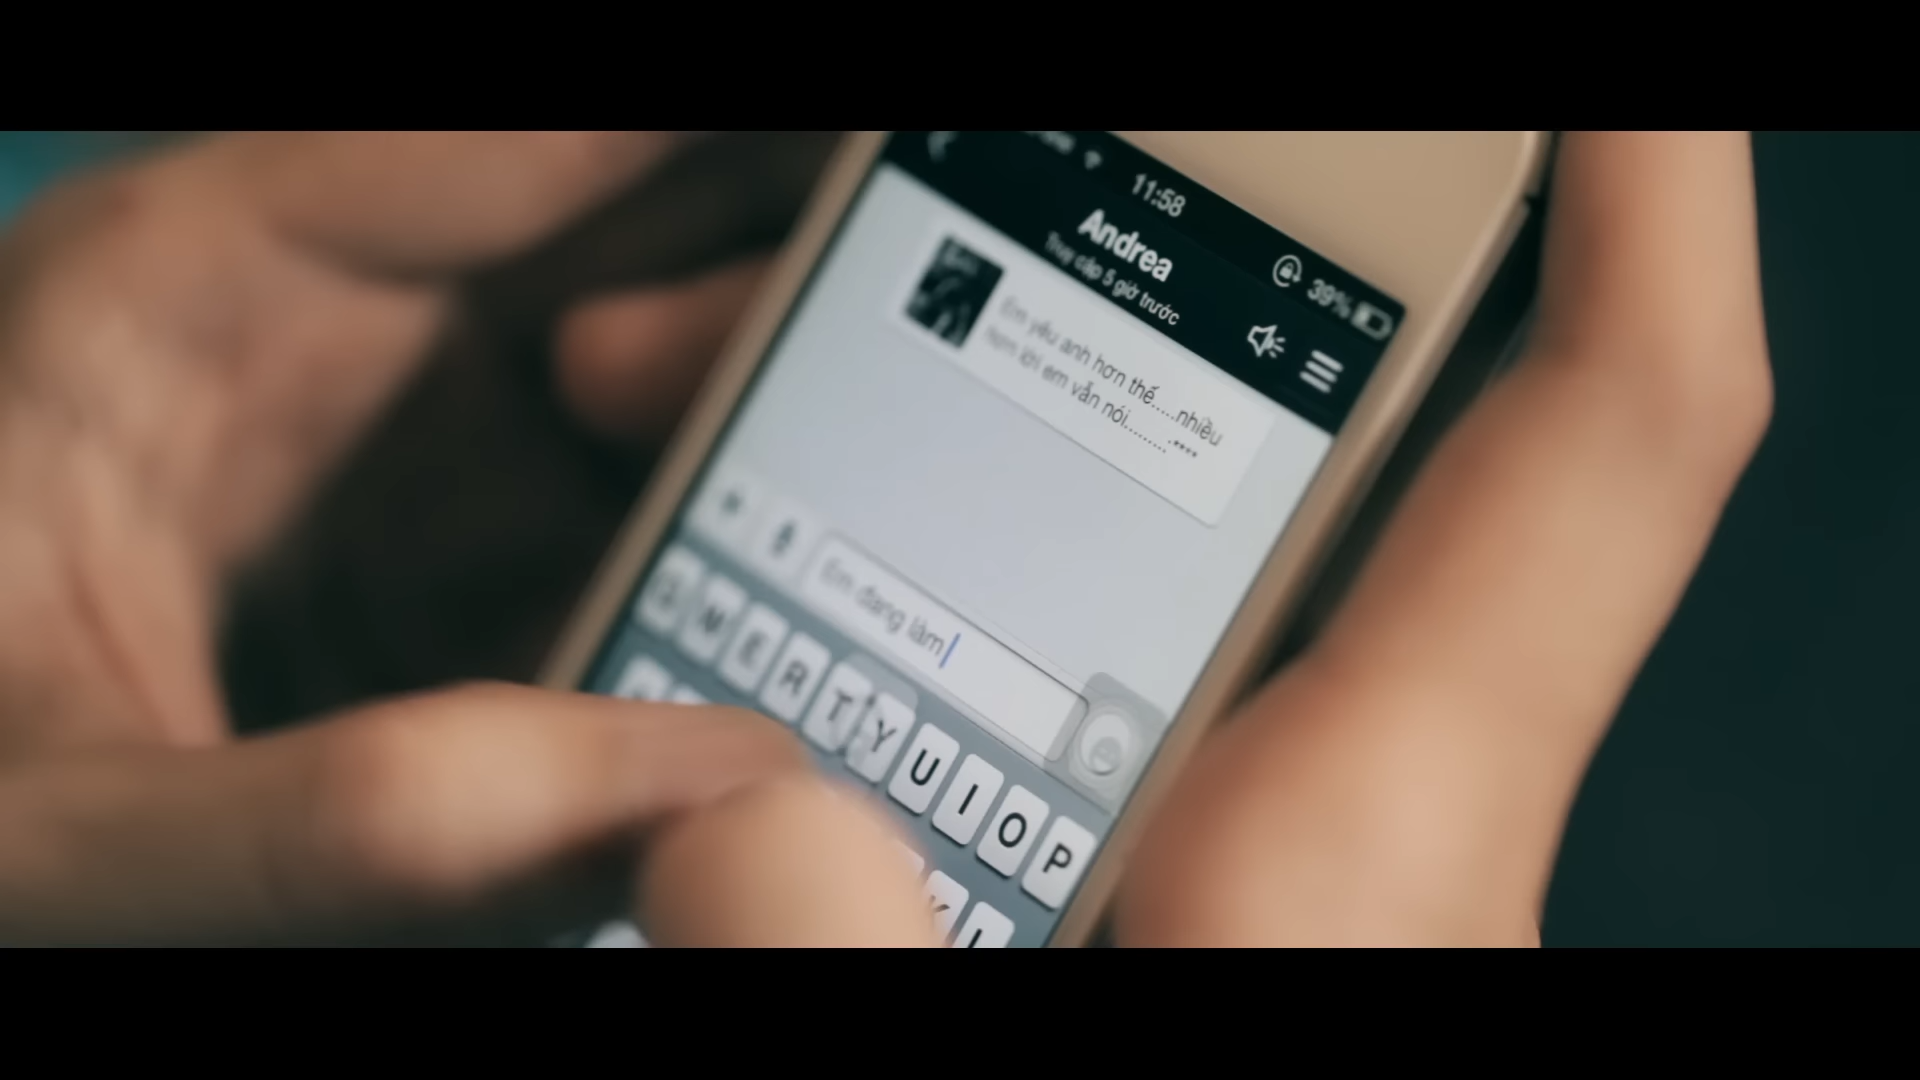 11:58
39%
Andrea
Truy cập 5 giờ trước
Em yêu anh hơn thế.....nhiều
hơn lời em vẫn nói........****
Em đang làm
E R T Y U I O P
K L